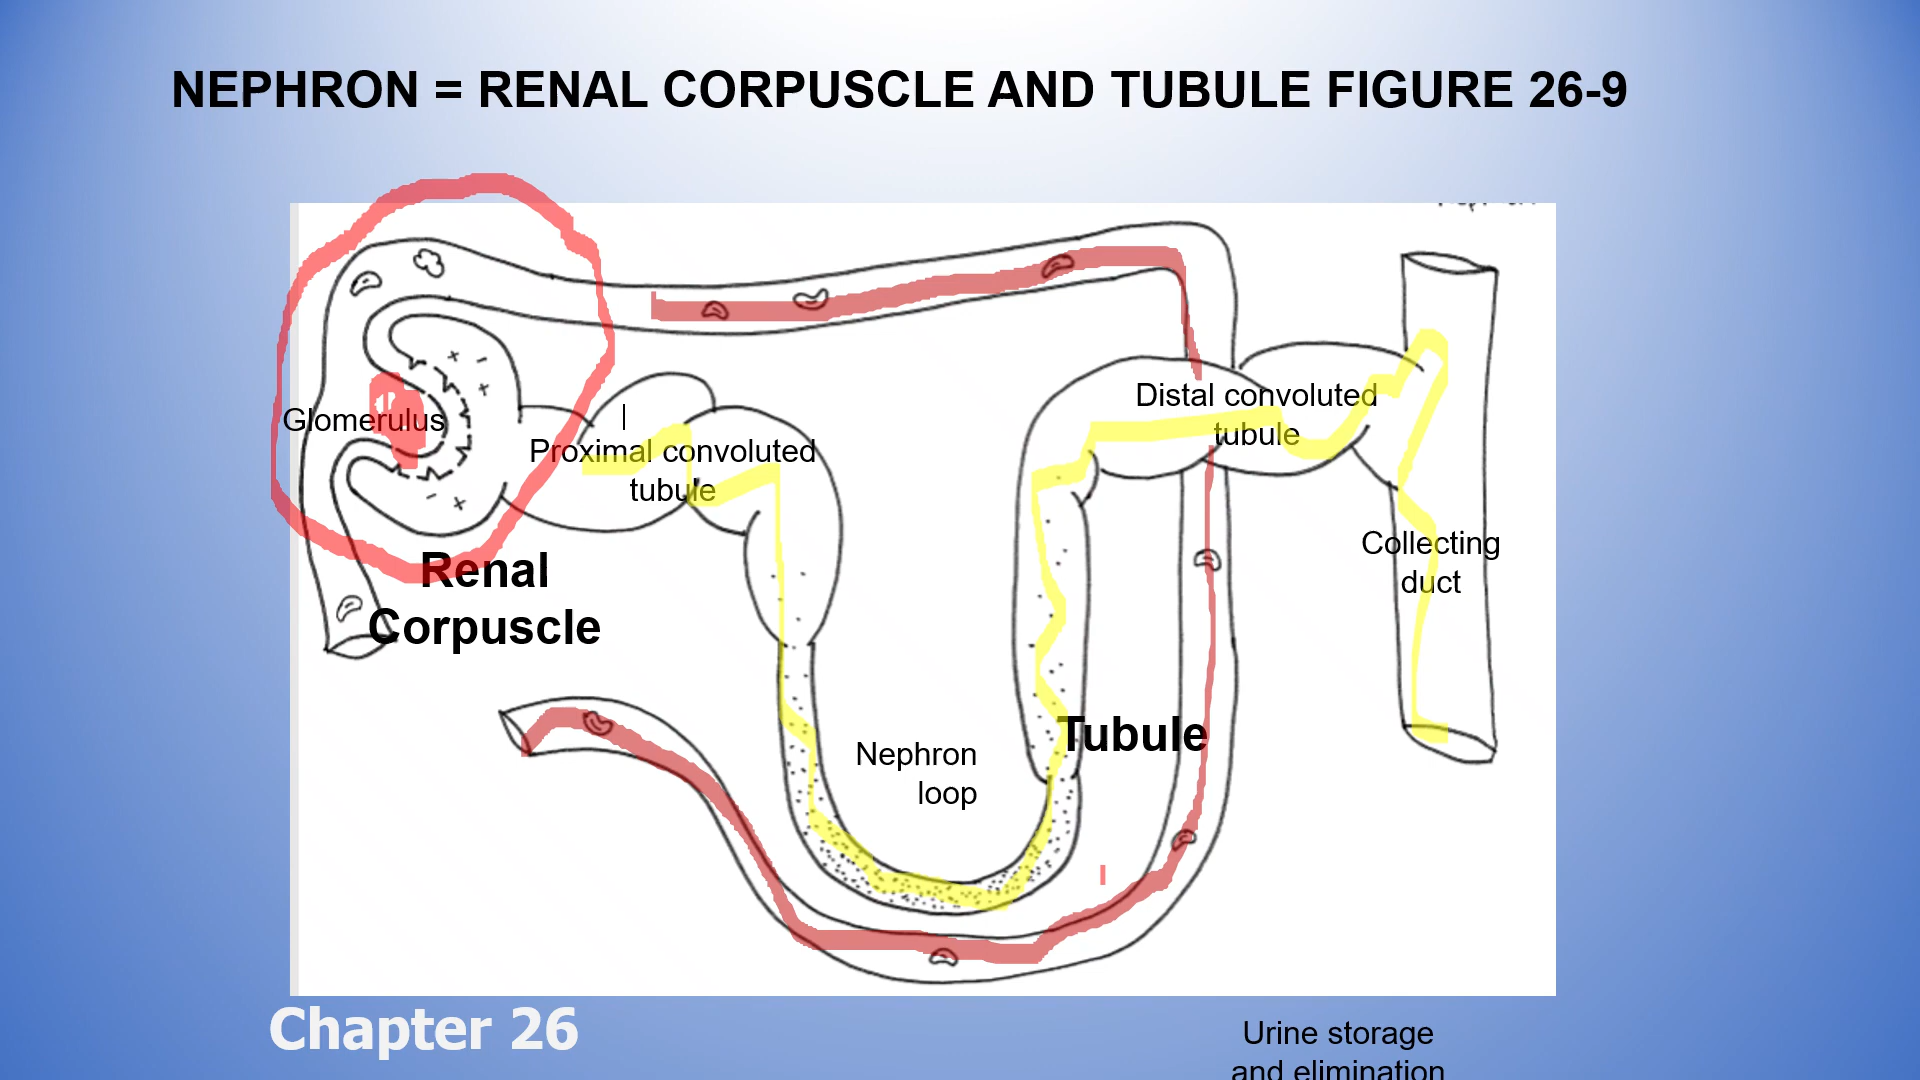 NEPHRON = RENAL CORPUSCLE AND TUBULE FIGURE 26-9
Glomerulus
Proximal convoluted
tubule
Distal convoluted
tubule
Collecting
duct
Renal
Corpuscle
Nephron
loop
Tubule
Chapter 26
Urine storage
and elimination